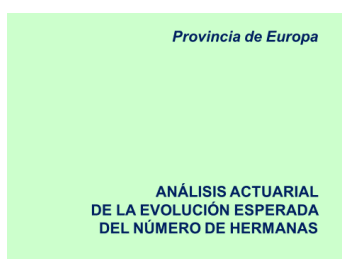 Provincia de Europa
ANÁLISIS ACTUARIAL
DE LA EVOLUCIÓN ESPERADA
DEL NÚMERO DE HERMANAS